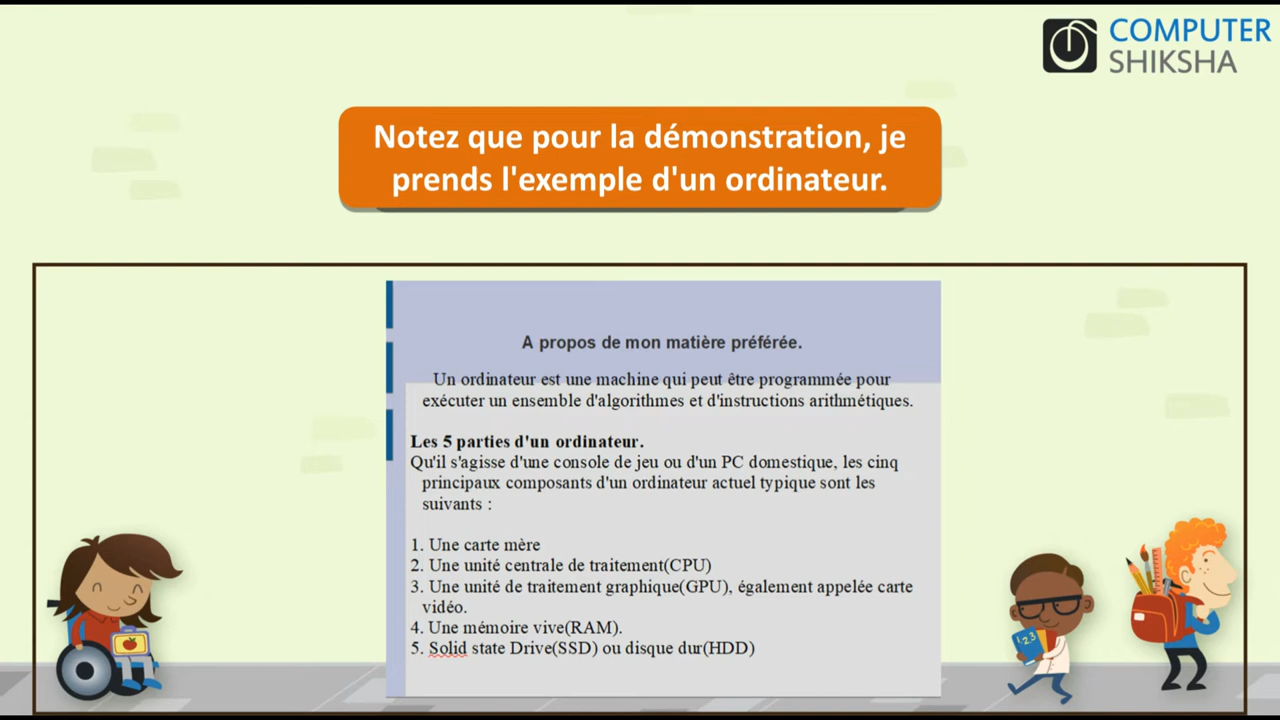 COMPUTER
SHIKSHA
Notez que pour la démonstration, je
prends l'exemple d'un ordinateur.
A propos de mon matière préférée.
Un ordinateur est une machine qui peut être programmée pour
exécuter un ensemble d'algorithmes et d'instructions arithmétiques.
Les 5 parties d'un ordinateur.
Qu'il s'agisse d'une console de jeu ou d'un PC domestique, les cinq
principaux composants d'un ordinateur actuel typique sont les
suivants :
1. Une carte mère
2. Une unité centrale de traitement(CPU)
3. Une unité de traitement graphique(GPU), également appelée carte
vidéo.
4. Une mémoire vive(RAM).
5. Solid state Drive(SSD) ou disque dur(HDD)
1 2 3